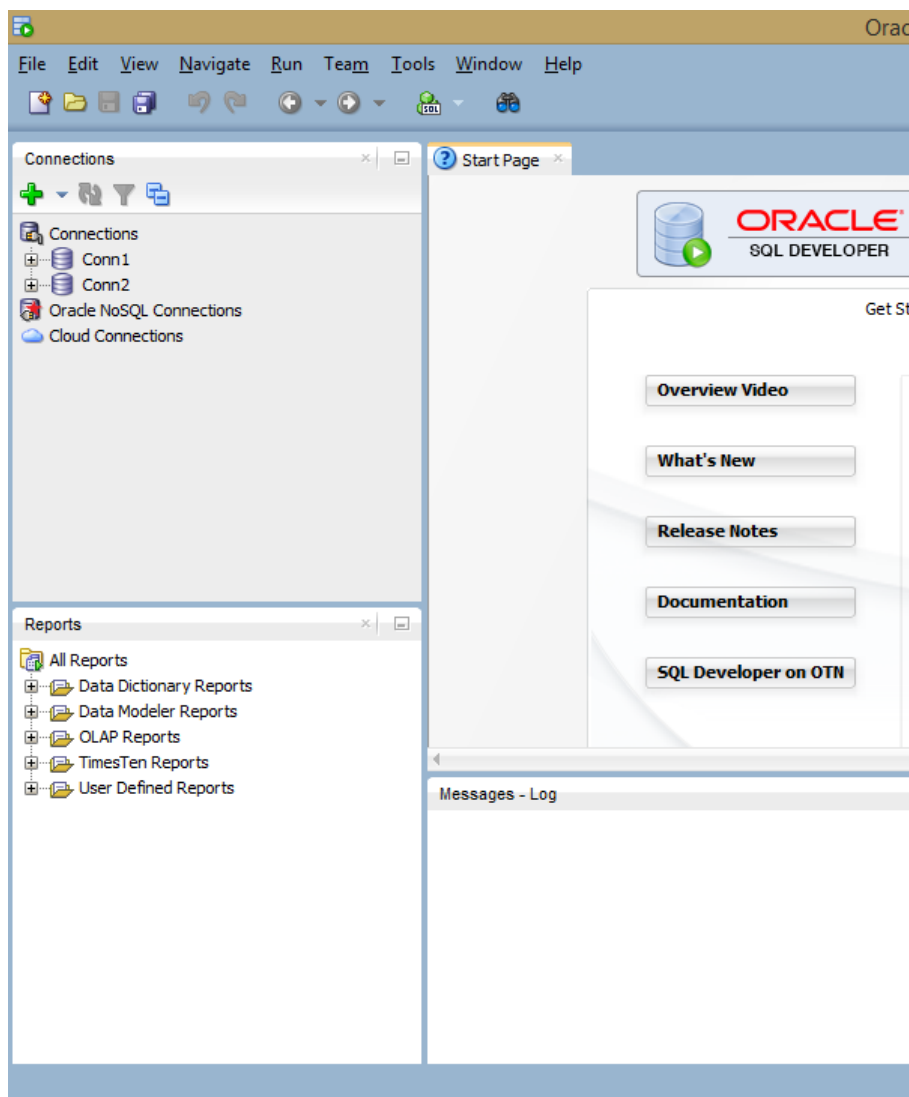 Orac
File Edit View Navigate Run Team Tools Window Help
SQL
Connections
Start Page
Connections
Conn1
Conn2
Oracle NoSQL Connections
Cloud Connections
ORACLE
SQL DEVELOPER
Get St
Overview Video
What's New
Release Notes
Documentation
SQL Developer on OTN
Reports
All Reports
Data Dictionary Reports
Data Modeler Reports
OLAP Reports
TimesTen Reports
User Defined Reports
Messages - Log